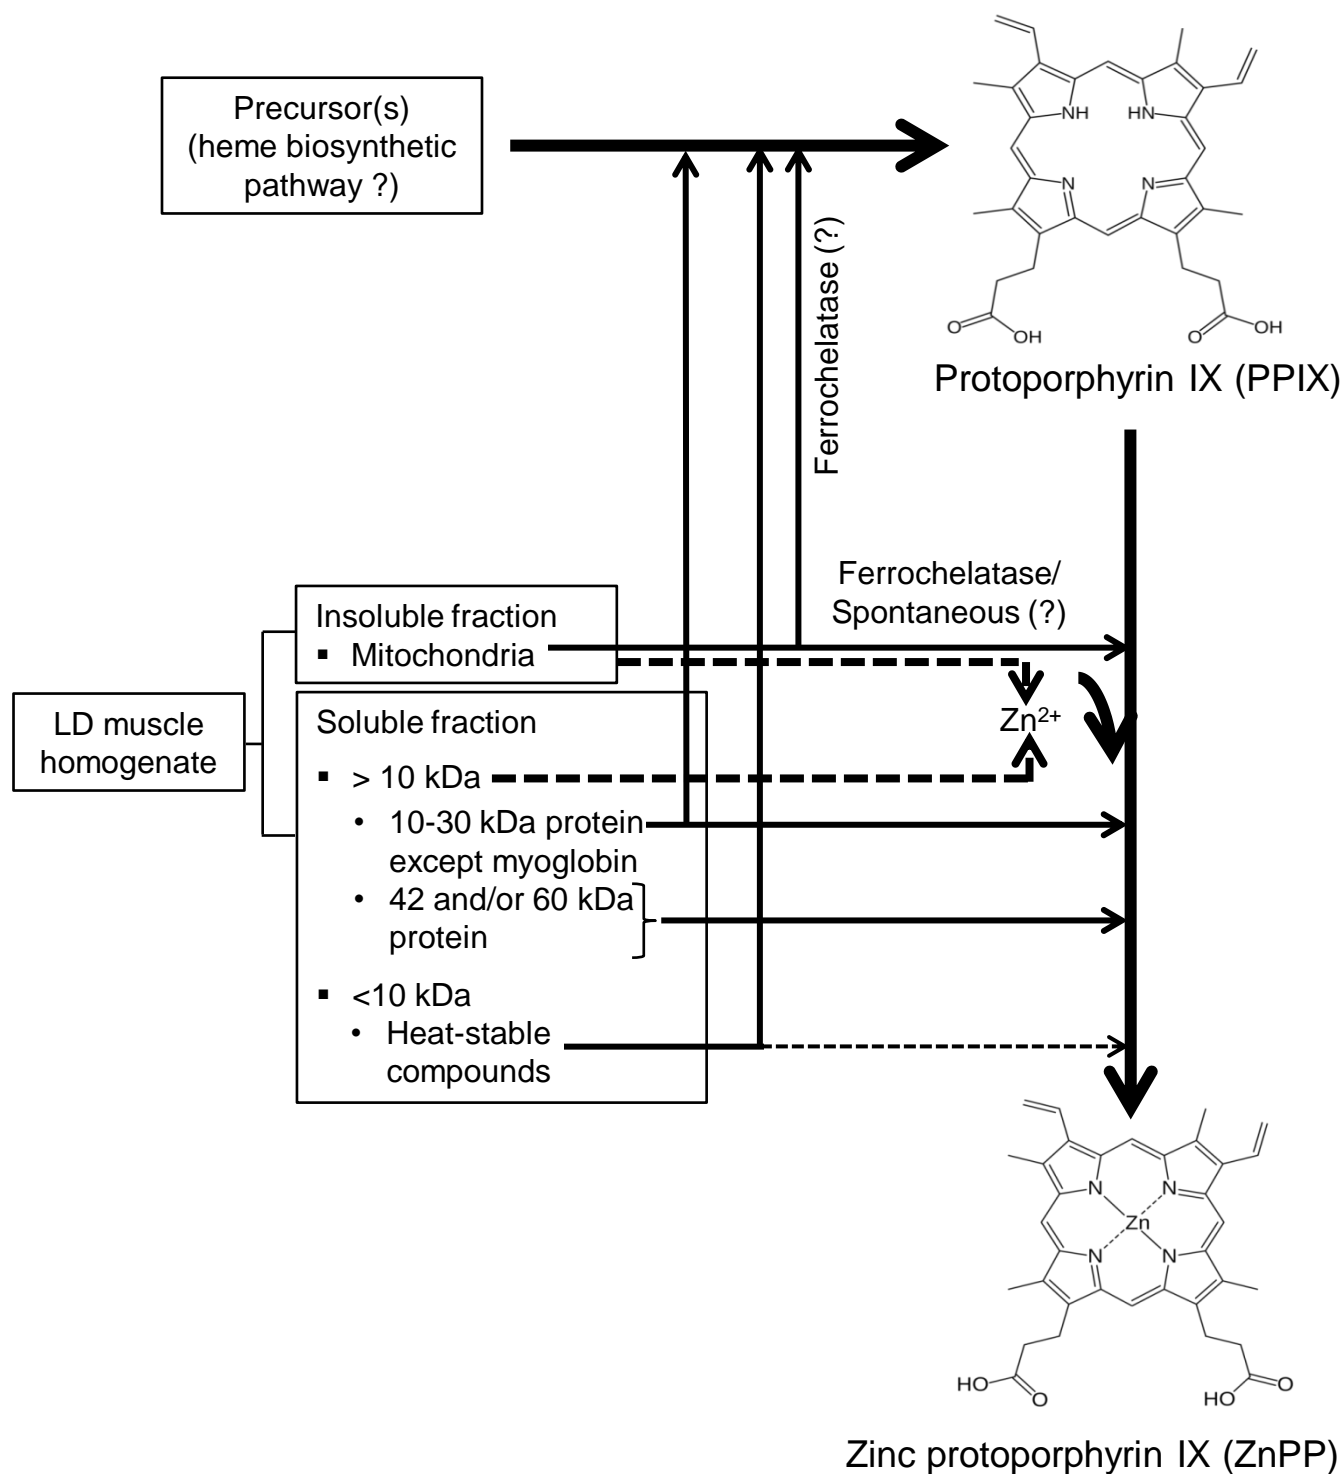 Precursor(s)
(heme biosynthetic
pathway ?)
NH
HN
N
N
O
OH
O
OH
Protoporphyrin IX (PPIX)
Ferrochelatase (?)
Ferrochelatase/
Spontaneous (?)
Insoluble fraction
▪ Mitochondria
Zn²⁺
LD muscle
homogenate
Soluble fraction
▪ > 10 kDa
• 10-30 kDa protein
except myoglobin
• 42 and/or 60 kDa
protein
▪ <10 kDa
• Heat-stable
compounds
N
N
Zn
N
N
HO
O
HO
O
Zinc protoporphyrin IX (ZnPP)